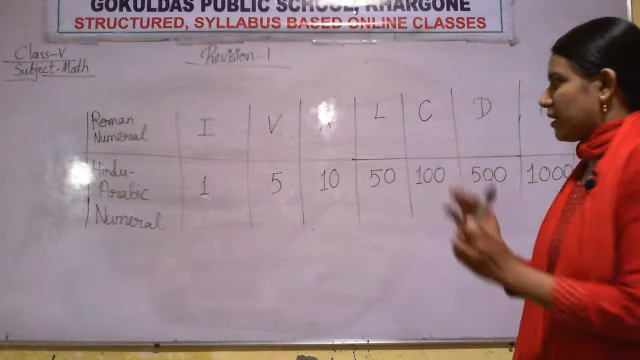 GOKULDAS PUBLIC SCHOOL, KHARGONE
STRUCTURED, SYLLABUS BASED ONLINE CLASSES
Class-V
Subject-Math
Revision-1
Roman Numeral I V L C D
Hindu-Arabic Numeral 1 5 10 50 100 500 1000